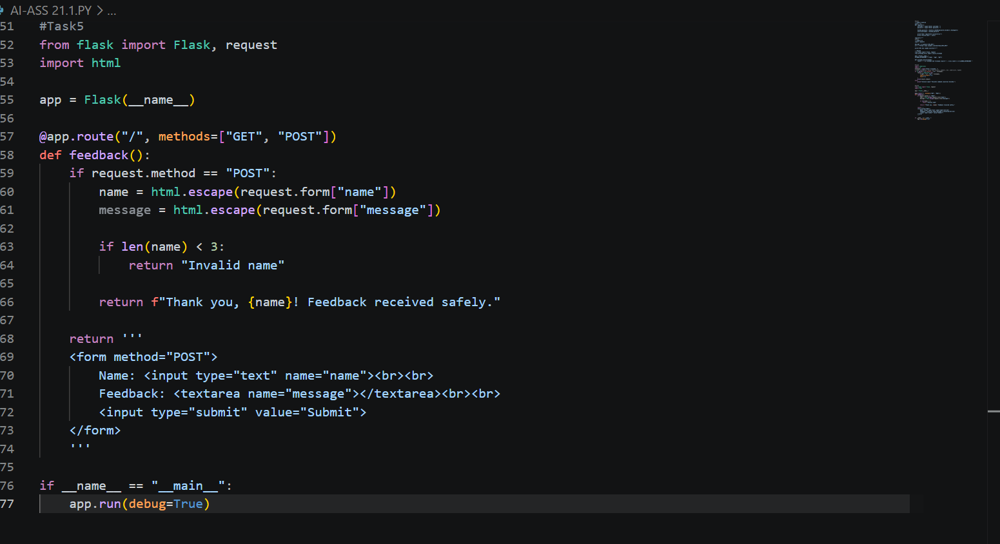 AI-ASS 21.1.PY > ...
51 #Task5
52 from flask import Flask, request
53 import html
54
55 app = Flask(__name__)
56
57 @app.route("/", methods=["GET", "POST"])
58 def feedback():
59     if request.method == "POST":
60         name = html.escape(request.form["name"])
61         message = html.escape(request.form["message"])
62
63         if len(name) < 3:
64             return "Invalid name"
65
66         return f"Thank you, {name}! Feedback received safely."
67
68     return '''
69     <form method="POST">
70         Name: <input type="text" name="name"><br><br>
71         Feedback: <textarea name="message"></textarea><br><br>
72         <input type="submit" value="Submit">
73     </form>
74     '''
75
76 if __name__ == "__main__":
77     app.run(debug=True)